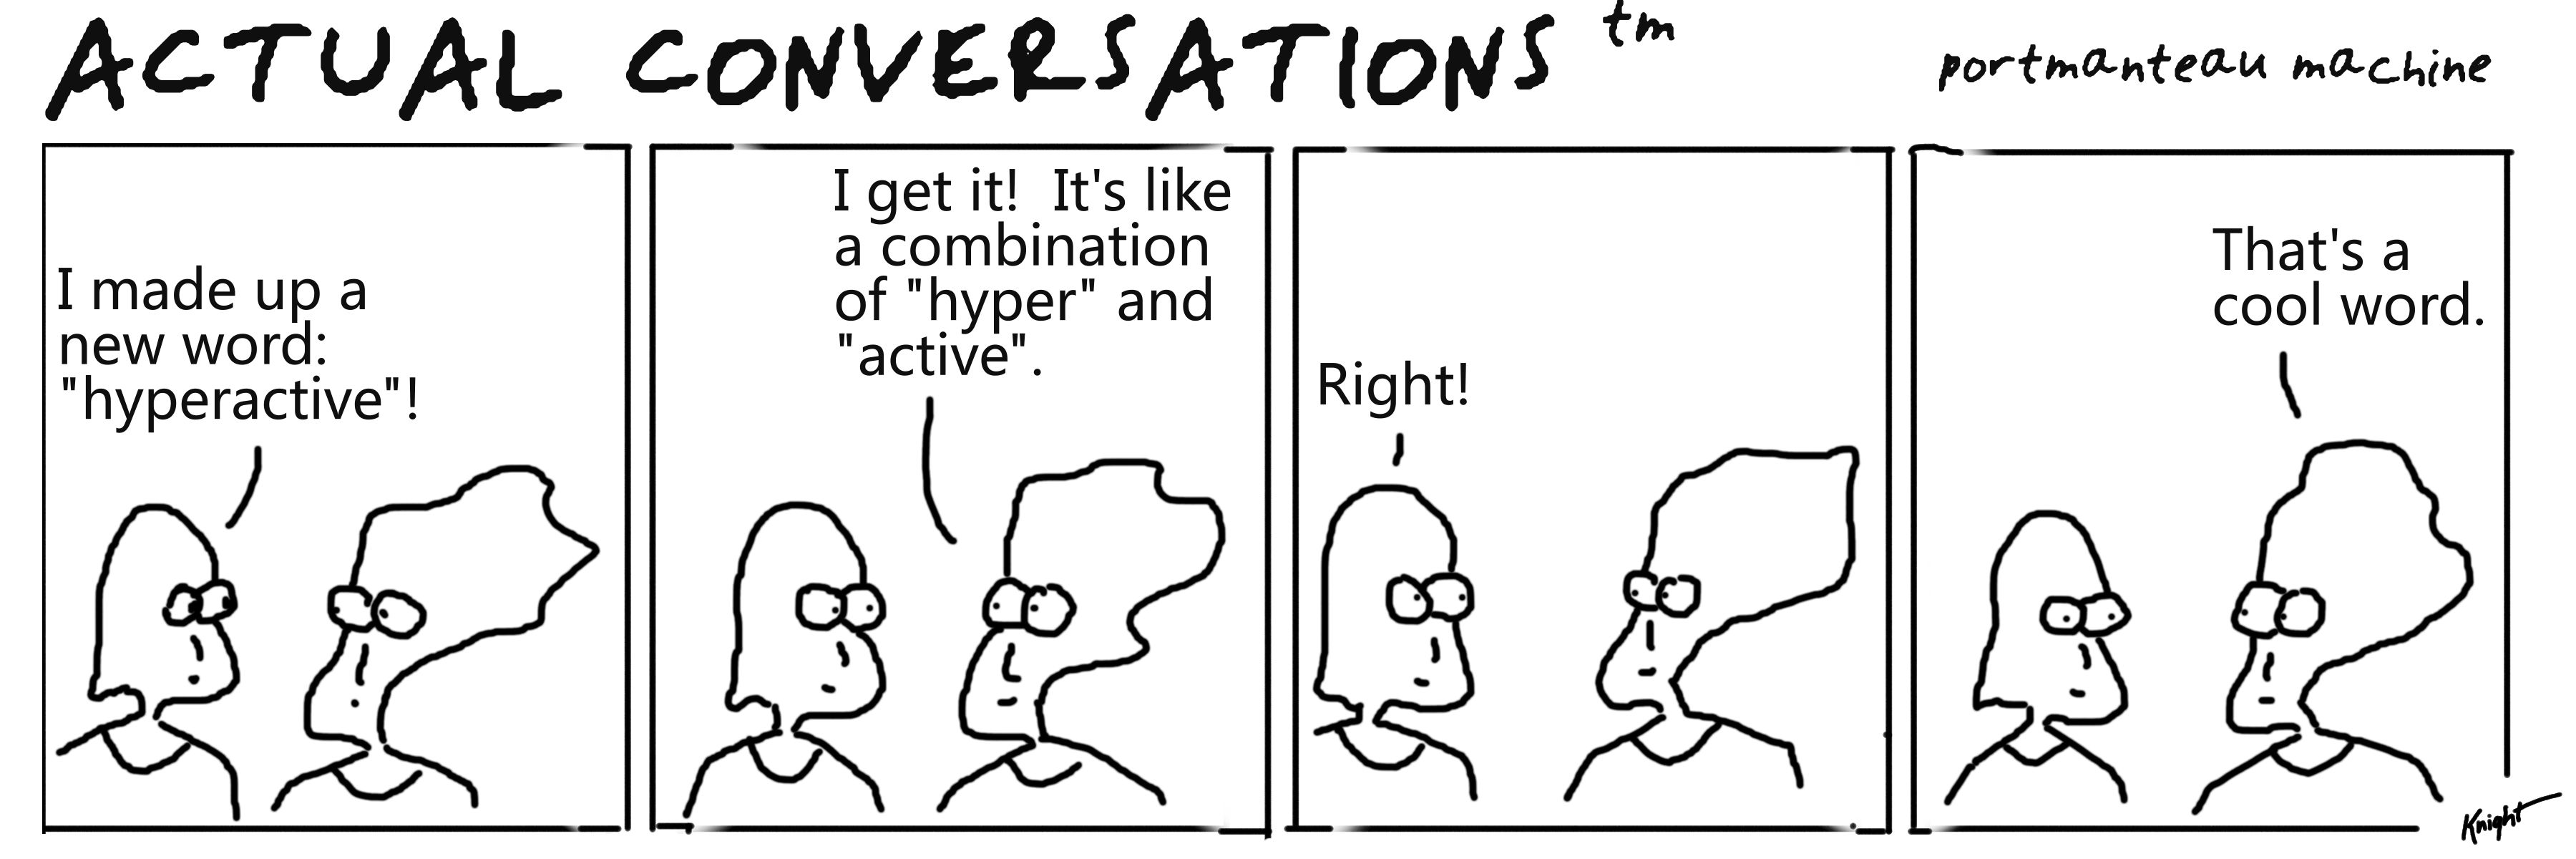 ACTUAL CONVERSATIONS tm
portmanteau machine
I made up a
new word:
"hyperactive"!
I get it!  It's like
a combination
of "hyper" and
"active".
Right!
That's a
cool word.
Knight